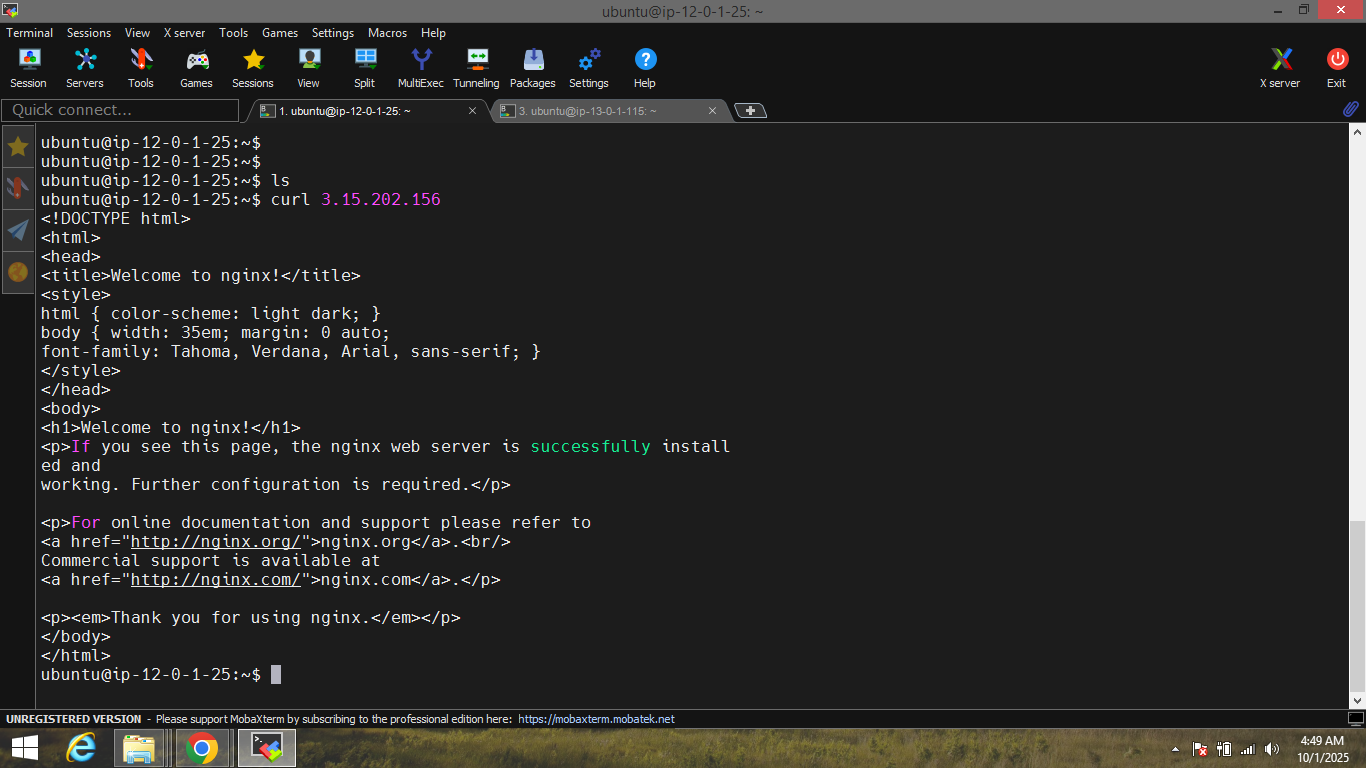 ubuntu@ip-12-0-1-25: ~
Terminal Sessions View X server Tools Games Settings Macros Help
Session Servers Tools Games Sessions View Split MultiExec Tunneling Packages Settings Help X server Exit
Quick connect... 1. ubuntu@ip-12-0-1-25: ~ 3. ubuntu@ip-13-0-1-115: ~
ubuntu@ip-12-0-1-25:~$
ubuntu@ip-12-0-1-25:~$
ubuntu@ip-12-0-1-25:~$ ls
ubuntu@ip-12-0-1-25:~$ curl 3.15.202.156
<!DOCTYPE html>
<html>
<head>
<title>Welcome to nginx!</title>
<style>
html { color-scheme: light dark; }
body { width: 35em; margin: 0 auto;
font-family: Tahoma, Verdana, Arial, sans-serif; }
</style>
</head>
<body>
<h1>Welcome to nginx!</h1>
<p>If you see this page, the nginx web server is successfully install
ed and
working. Further configuration is required.</p>
<p>For online documentation and support please refer to
<a href="http://nginx.org/">nginx.org</a>.<br/>
Commercial support is available at
<a href="http://nginx.com/">nginx.com</a>.</p>
<p><em>Thank you for using nginx.</em></p>
</body>
</html>
ubuntu@ip-12-0-1-25:~$
UNREGISTERED VERSION - Please support MobaXterm by subscribing to the professional edition here: https://mobaxterm.mobatek.net
4:49 AM
10/1/2025